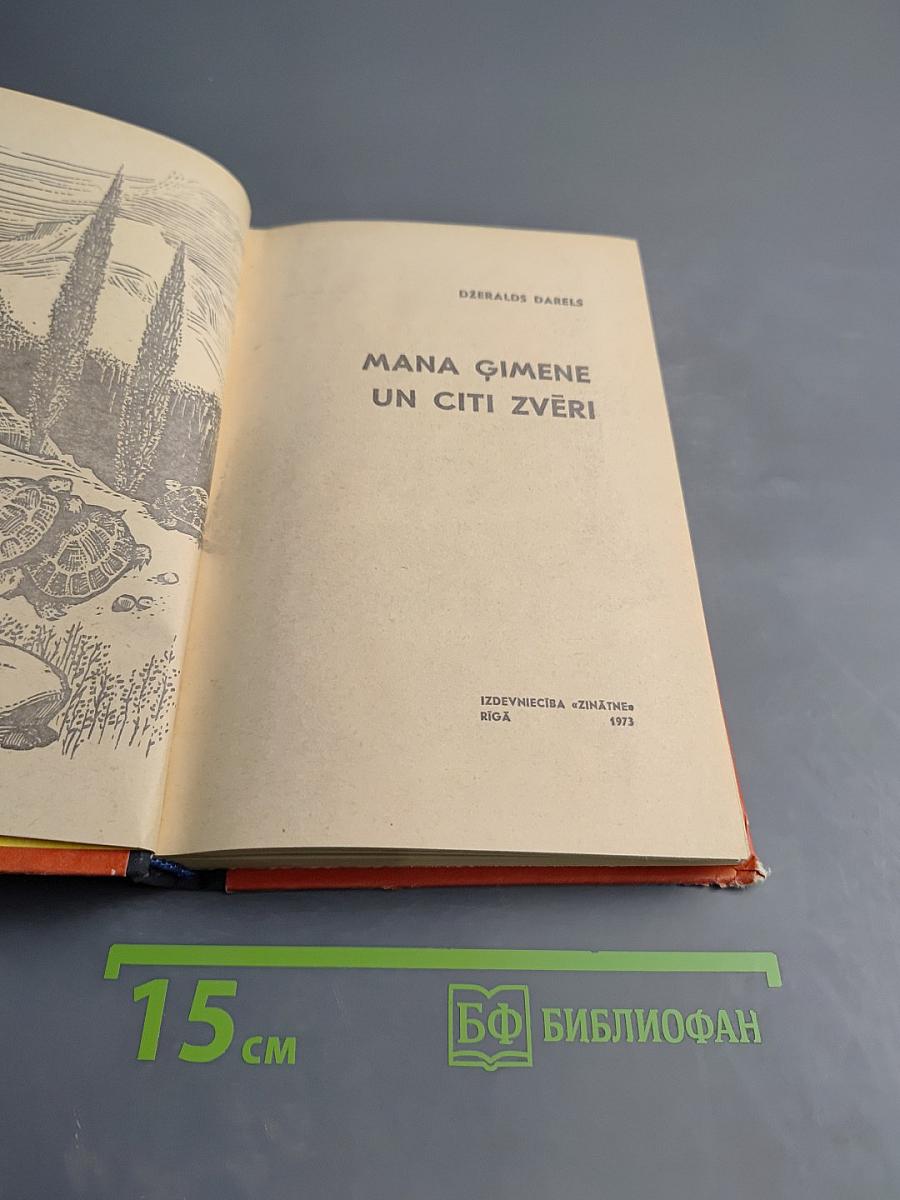 DŽERALDS DARELS
MANA ĢIMENE
UN CITI ZVĒRI
IZDEVNIECĪBA «ZINĀTNE»
RĪGĀ 1973
15 см
БФ БИБЛИОФАН